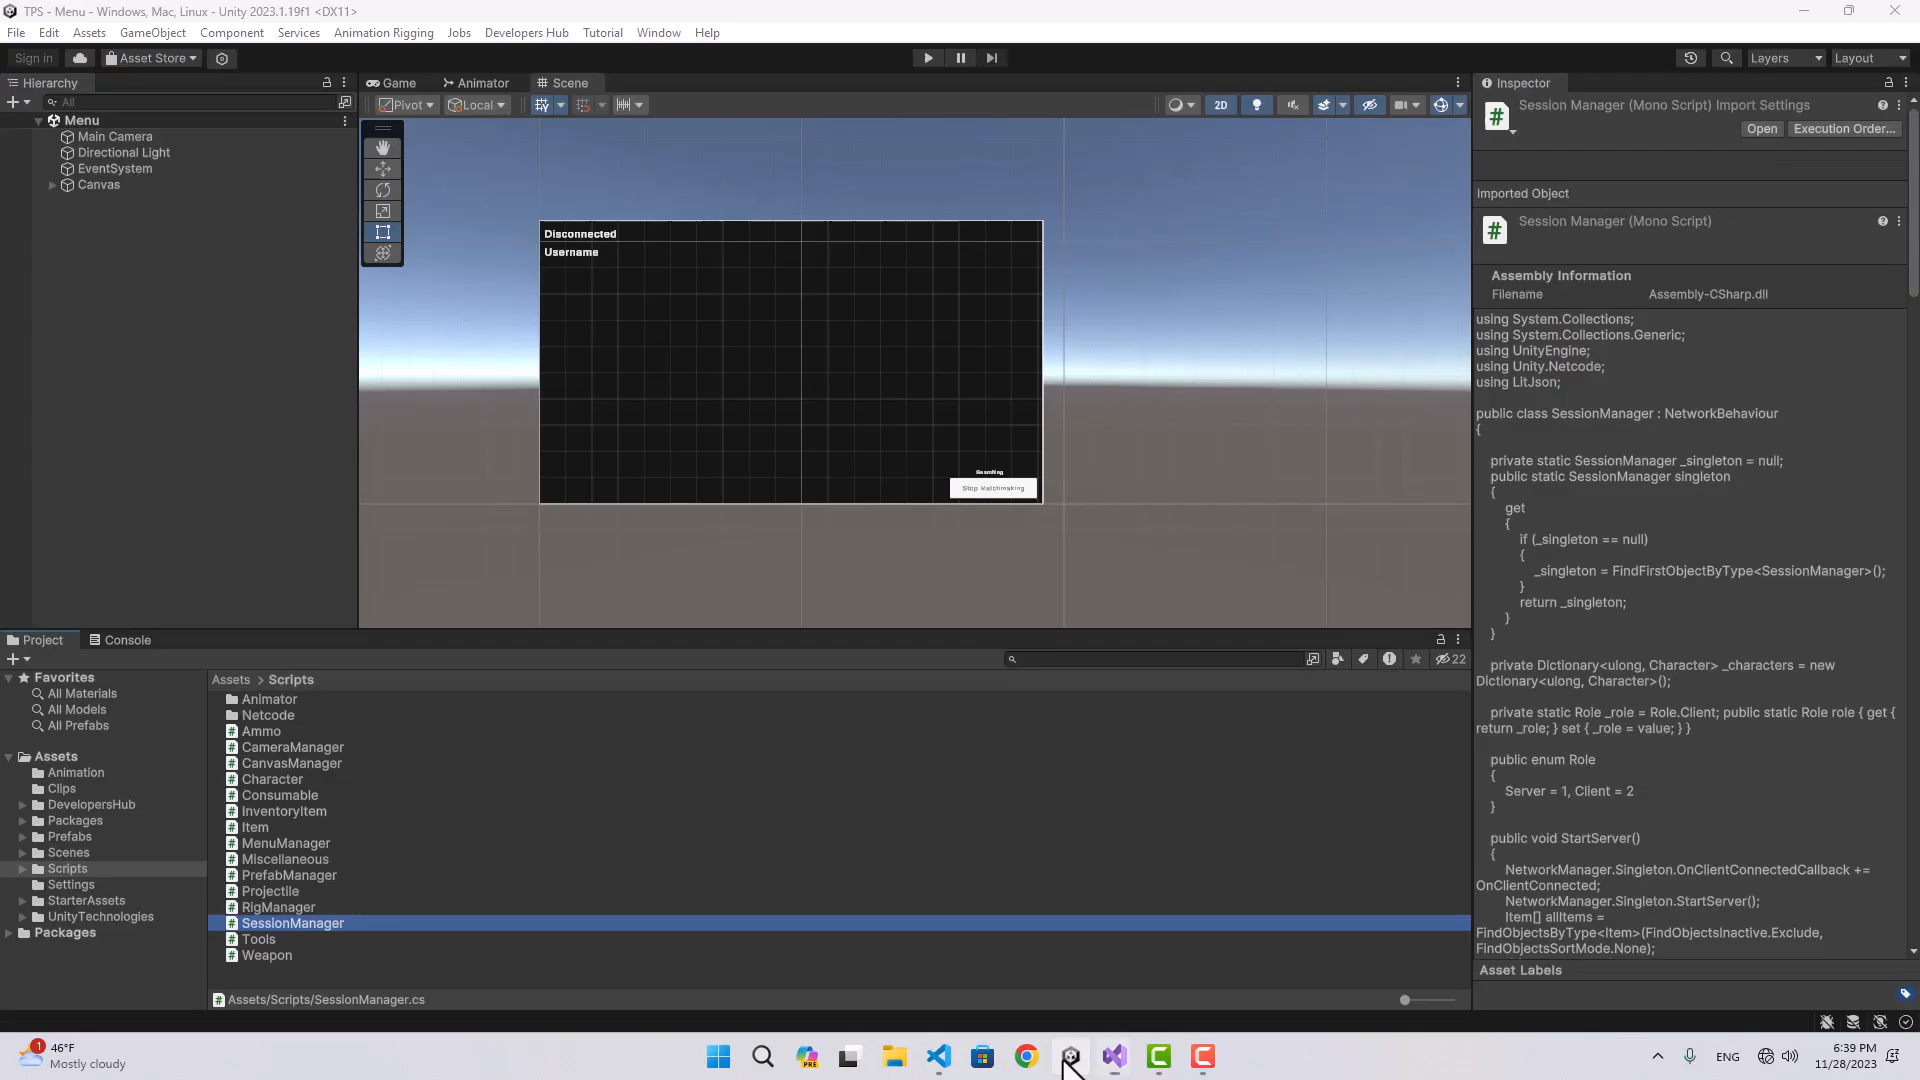 TPS - Menu - Windows, Mac, Linux - Unity 2023.1.19f1 <DX11>
File Edit Assets GameObject Component Services Animation Rigging Jobs Developers Hub Tutorial Window Help
Sign in Asset Store Layers Layout
Hierarchy
All
Menu
Main Camera
Directional Light
EventSystem
Canvas
Game Animator Scene
Pivot Local 2D
Disconnected
Username
Searching
Stop Matchmaking
Inspector
Session Manager (Mono Script) Import Settings
Open Execution Order...
Imported Object
Session Manager (Mono Script)
Assembly Information
Filename Assembly-CSharp.dll
using System.Collections;
using System.Collections.Generic;
using UnityEngine;
using Unity.Netcode;
using LitJson;
public class SessionManager : NetworkBehaviour
{
private static SessionManager _singleton = null;
public static SessionManager singleton
{
get
{
if (_singleton == null)
{
_singleton = FindFirstObjectByType<SessionManager>();
}
return _singleton;
}
}
private Dictionary<ulong, Character> _characters = new
Dictionary<ulong, Character>();
private static Role _role = Role.Client; public static Role role { get {
return _role; } set { _role = value; } }
public enum Role
{
Server = 1, Client = 2
}
public void StartServer()
{
NetworkManager.Singleton.OnClientConnectedCallback +=
OnClientConnected;
NetworkManager.Singleton.StartServer();
Item[] allItems =
FindObjectsByType<Item>(FindObjectsInactive.Exclude,
FindObjectsSortMode.None);
Asset Labels
Project Console
22
Favorites
All Materials
All Models
All Prefabs
Assets
Animation
Clips
DevelopersHub
Packages
Prefabs
Scenes
Scripts
Settings
StarterAssets
UnityTechnologies
Packages
Assets > Scripts
Animator
Netcode
Ammo
CameraManager
CanvasManager
Character
Consumable
InventoryItem
Item
MenuManager
Miscellaneous
PrefabManager
Projectile
RigManager
SessionManager
Tools
Weapon
Assets/Scripts/SessionManager.cs
1
46°F
Mostly cloudy
PRE
ENG
6:39 PM
11/28/2023